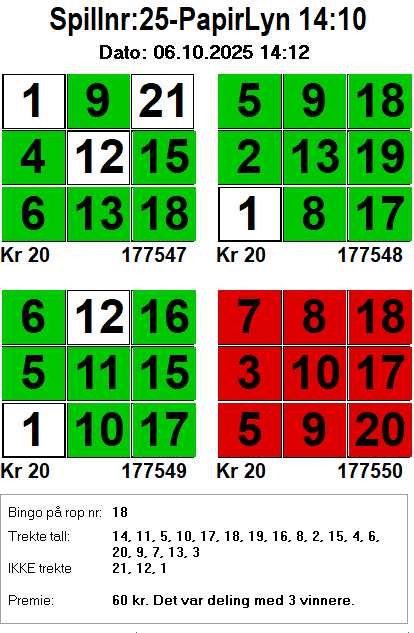 Spillnr:25-PapirLyn 14:10
Dato: 06.10.2025 14:12
1 9 21
4 12 15
6 13 18
Kr 20 177547
5 9 18
2 13 19
1 8 17
Kr 20 177548
6 12 16
5 11 15
1 10 17
Kr 20 177549
7 8 18
3 10 17
5 9 20
Kr 20 177550
Bingo på rop nr: 18
Trekte tall: 14, 11, 5, 10, 17, 18, 19, 16, 8, 2, 15, 4, 6,
20, 9, 7, 13, 3
IKKE trekte 21, 12, 1
Premie: 60 kr. Det var deling med 3 vinnere.